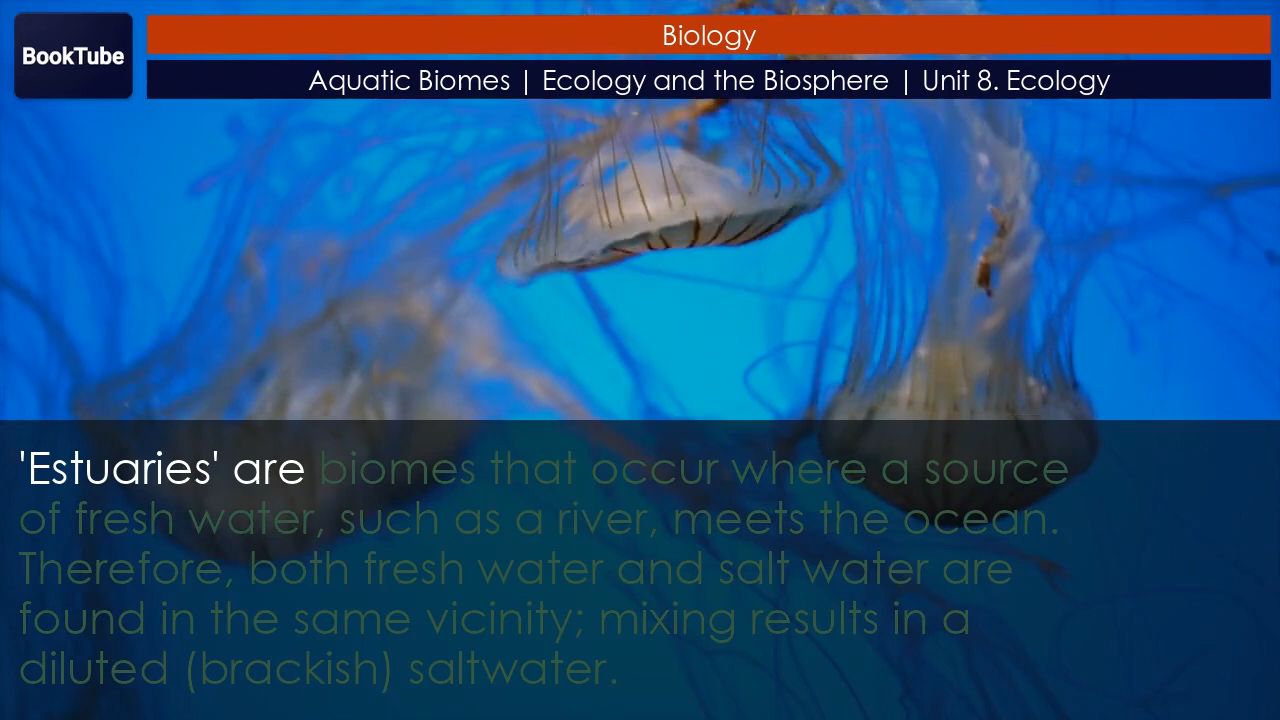 BookTube
Biology
Aquatic Biomes | Ecology and the Biosphere | Unit 8. Ecology
'Estuaries' are biomes that occur where a source
of fresh water, such as a river, meets the ocean.
Therefore, both fresh water and salt water are
found in the same vicinity; mixing results in a
diluted (brackish) saltwater.